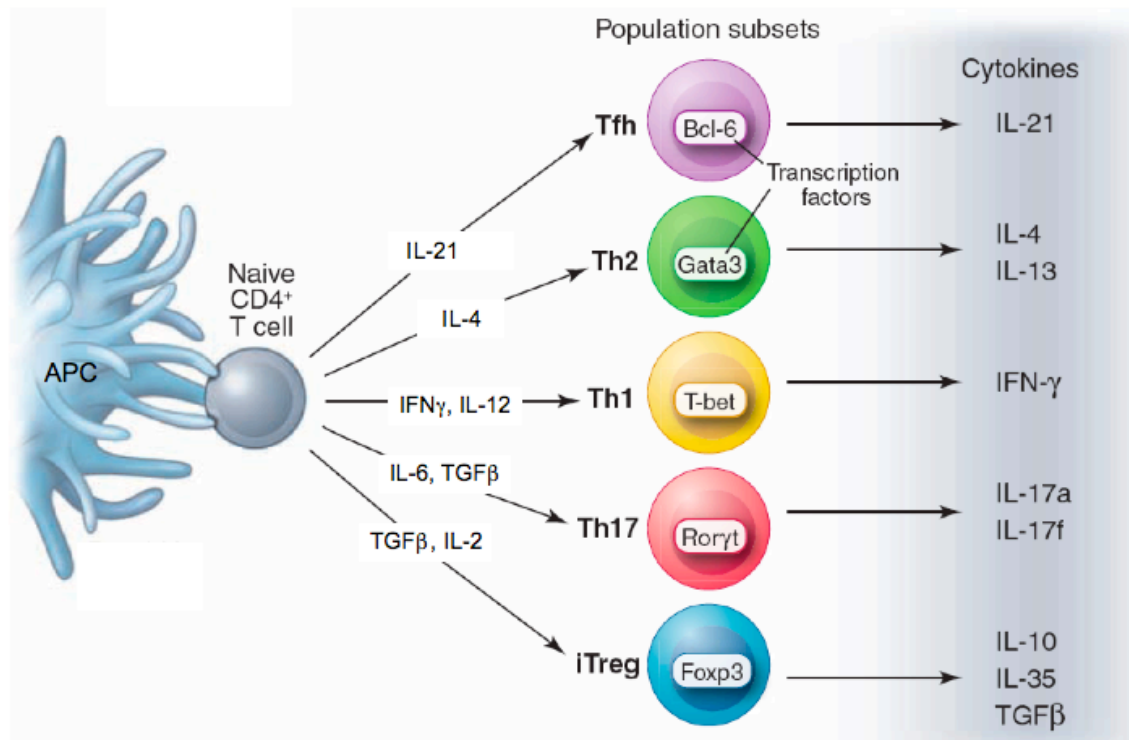 Population subsets
Cytokines
Tfh
Bcl-6
IL-21
Transcription
factors
IL-21
Th2
Gata3
IL-4
IL-13
Naive
CD4⁺
T cell
IL-4
APC
IFNγ, IL-12
Th1
T-bet
IFN-γ
IL-6, TGFβ
Th17
Rorγt
IL-17a
IL-17f
TGFβ, IL-2
iTreg
Foxp3
IL-10
IL-35
TGFβ